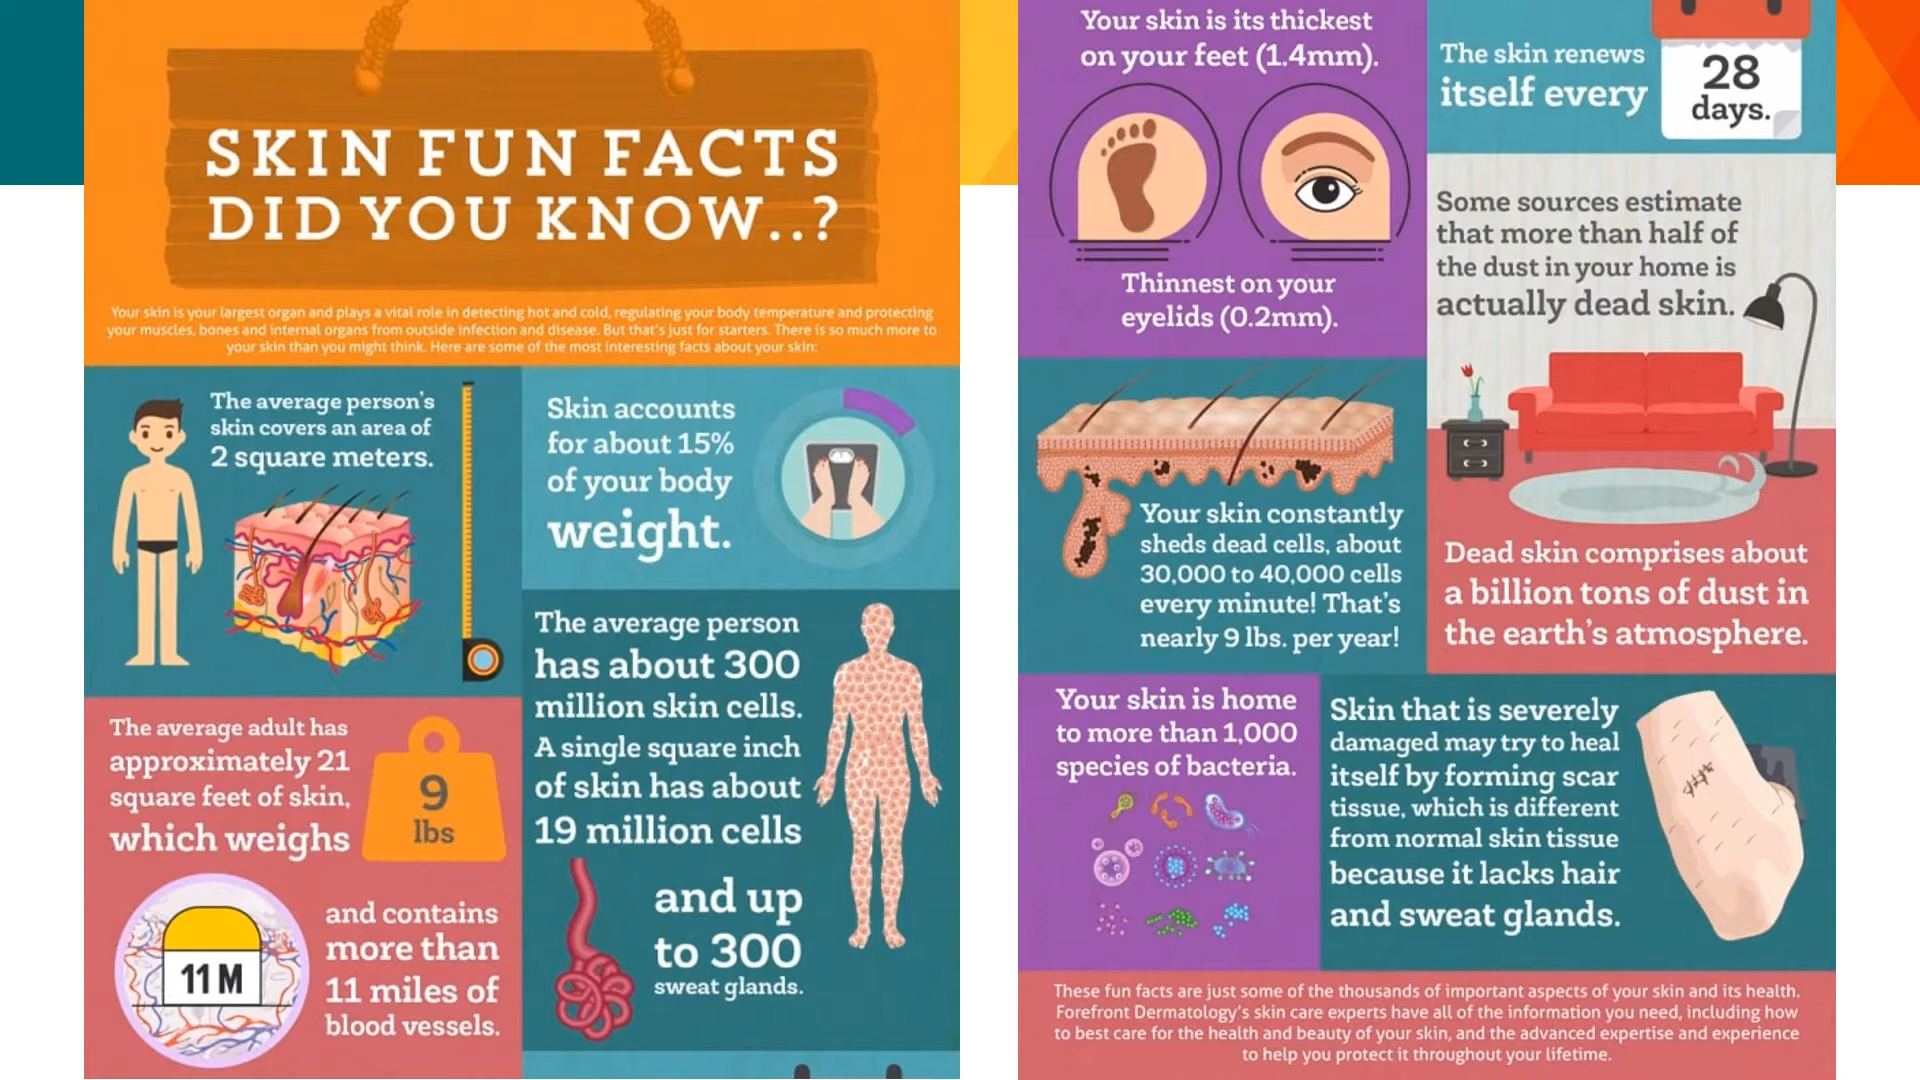 SKIN FUN FACTS
DID YOU KNOW..?
Your skin is your largest organ and plays a vital role in detecting hot and cold, regulating your body temperature and protecting
your muscles, bones and internal organs from outside infection and disease. But that's just for starters. There is so much more to
your skin than you might think. Here are some of the most interesting facts about your skin:
The average person's
skin covers an area of
2 square meters.
Skin accounts
for about 15%
of your body
weight.
The average adult has
approximately 21
square feet of skin,
which weighs
9
lbs
11 M
and contains
more than
11 miles of
blood vessels.
The average person
has about 300
million skin cells.
A single square inch
of skin has about
19 million cells
and up
to 300
sweat glands.
Your skin is its thickest
on your feet (1.4mm).
Thinnest on your
eyelids (0.2mm).
The skin renews
itself every
28
days.
Some sources estimate
that more than half of
the dust in your home is
actually dead skin.
Your skin constantly
sheds dead cells, about
30,000 to 40,000 cells
every minute! That's
nearly 9 lbs. per year!
Dead skin comprises about
a billion tons of dust in
the earth's atmosphere.
Your skin is home
to more than 1,000
species of bacteria.
Skin that is severely
damaged may try to heal
itself by forming scar
tissue, which is different
from normal skin tissue
because it lacks hair
and sweat glands.
These fun facts are just some of the thousands of important aspects of your skin and its health.
Forefront Dermatology's skin care experts have all of the information you need, including how
to best care for the health and beauty of your skin, and the advanced expertise and experience
to help you protect it throughout your lifetime.